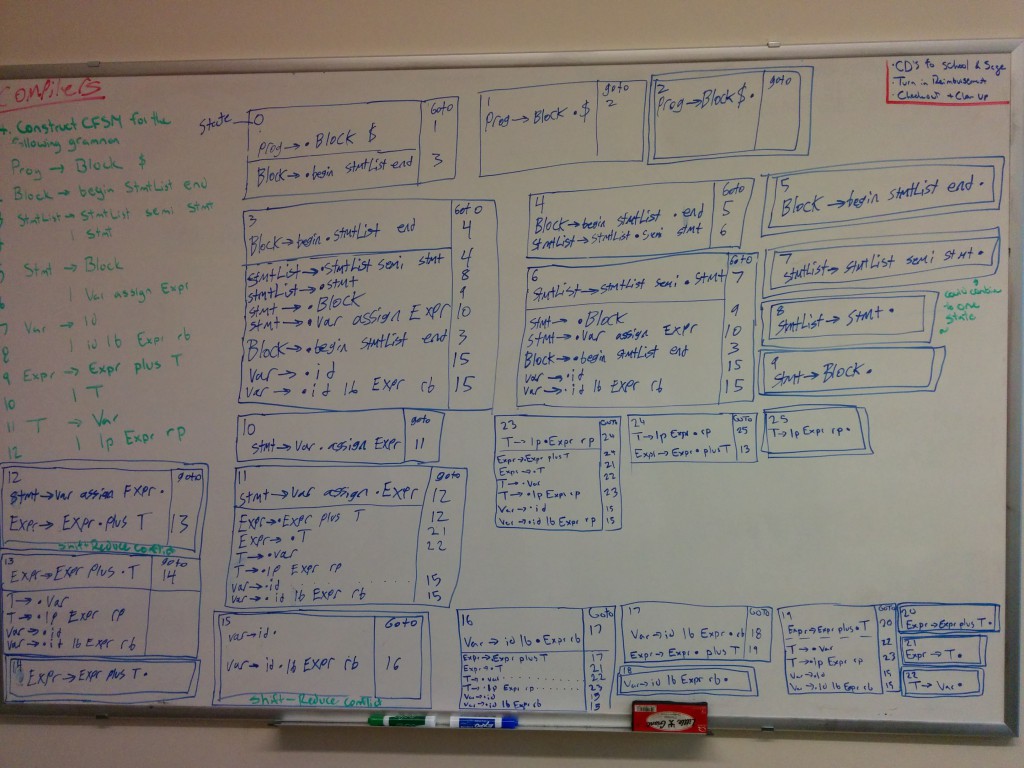 Compilers
4. Construct CFSM for the
following grammar
Prog → Block $
Block → begin StmtList end
StmtList → StmtList semi Stmt
| Stmt
Stmt → Block
| Var assign Expr
7 Var → id
8 | id lb Expr rb
9 Expr → Expr plus T
10 | T
11 T → Var
12 | lp Expr rp
· CD's to School & Sage
· Turn in Reimbursement
· Cleanout + Clean up
State
0 Goto
Prog → • Block $ 1
Block → • begin stmtList end 3
1 goto
Prog → Block • $ 2
2 goto
Prog → Block $ •
3 Goto
Block → begin • stmtList end 4
stmtList → • stmtList semi stmt 4
stmtList → • stmt 8
stmt → • Block 9
stmt → • var assign Expr 10
Block → • begin stmtList end 3
Var → • id 15
Var → • id lb Expr rb 15
4 Goto
Block → begin stmtList • end 5
stmtList → stmtList • semi stmt 6
5
Block → begin stmtList end •
6 Goto
stmtList → stmtList semi • stmt 7
stmt → • Block 9
stmt → • Var assign Expr 10
Block → • begin stmtList end 3
Var → • id 15
Var → • id lb Expr rb 15
7
stmtList → stmtList semi stmt •
8
stmtList → stmt •
to one
state
9
stmt → Block •
10 goto
stmt → Var • assign Expr 11
11 goto
stmt → Var assign • Expr 12
Expr → • Expr plus T 12
Expr → • T 21
T → • Var 22
T → • lp Expr rp
Var → • id 15
Var → • id lb Expr rb 15
12 goto
stmt → Var assign Expr •
Expr → Expr • plus T 13
shift-Reduce conflict
13 goto
Expr → Expr plus • T 14
T → • Var
T → • lp Expr rp
Var → • id
Var → • id lb Expr rb
14
Expr → Expr plus T •
15 Goto
Var → id •
Var → id • lb Expr rb 16
Shift-Reduce conflict
16 Goto
Var → id lb • Expr rb 17
Expr → • Expr plus T 17
Expr → • T 21
T → • var 22
T → • lp Expr rp 23
Var → • id 15
Var → • id lb Expr rb 15
17 Goto
Var → id lb Expr • rb 18
Expr → Expr • plus T 19
18
Var → id lb Expr rb •
19 Goto
Expr → Expr plus • T 20
T → • Var 22
T → • lp Expr rp 23
Var → • id 15
Var → • id lb Expr rb 15
20
Expr → Expr plus T •
21
Expr → T •
22
T → Var •
23 Goto
T → lp • Expr rp 24
Expr → • Expr plus T 24
Expr → • T 21
T → • Var 22
T → • lp Expr rp 23
Var → • id 15
Var → • id lb Expr rp 15
24 Goto
T → lp Expr • rp 25
Expr → Expr • plus T 13
25
T → lp Expr rp •